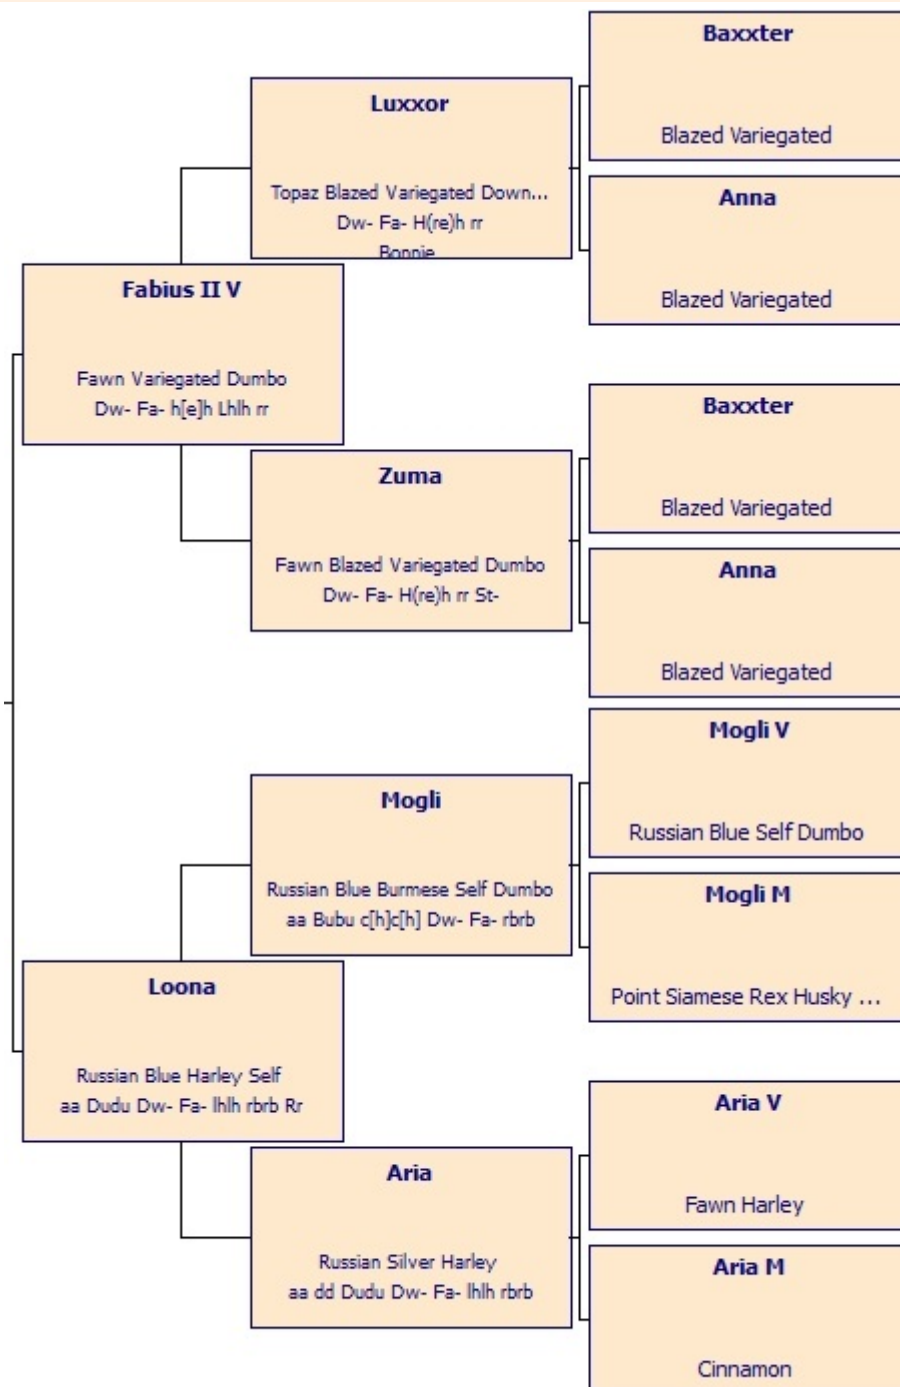 Baxxter
Blazed Variegated
Luxxor
Topaz Blazed Variegated Down...
Dw- Fa- H(re)h rr
Bonnie
Anna
Blazed Variegated
Fabius II V
Fawn Variegated Dumbo
Dw- Fa- h[e]h Lhlh rr
Baxxter
Blazed Variegated
Zuma
Fawn Blazed Variegated Dumbo
Dw- Fa- H(re)h rr St-
Anna
Blazed Variegated
Mogli V
Russian Blue Self Dumbo
Mogli
Russian Blue Burmese Self Dumbo
aa Bubu c[h]c[h] Dw- Fa- rbrb
Mogli M
Point Siamese Rex Husky ...
Loona
Russian Blue Harley Self
aa Dudu Dw- Fa- lhlh rbrb Rr
Aria V
Fawn Harley
Aria
Russian Silver Harley
aa dd Dudu Dw- Fa- lhlh rbrb
Aria M
Cinnamon